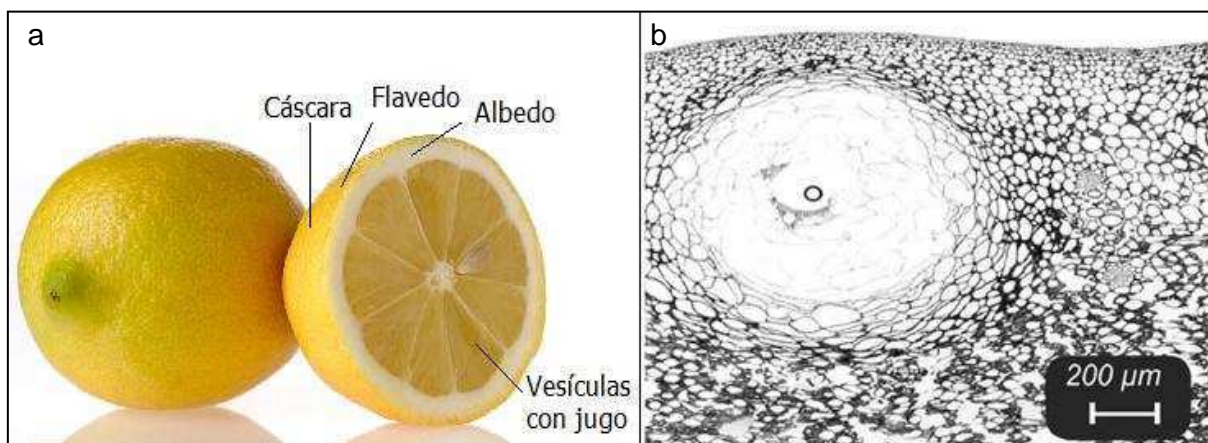 a
Cáscara
Flavedo
Albedo
Vesículas
con jugo
b
200 µm